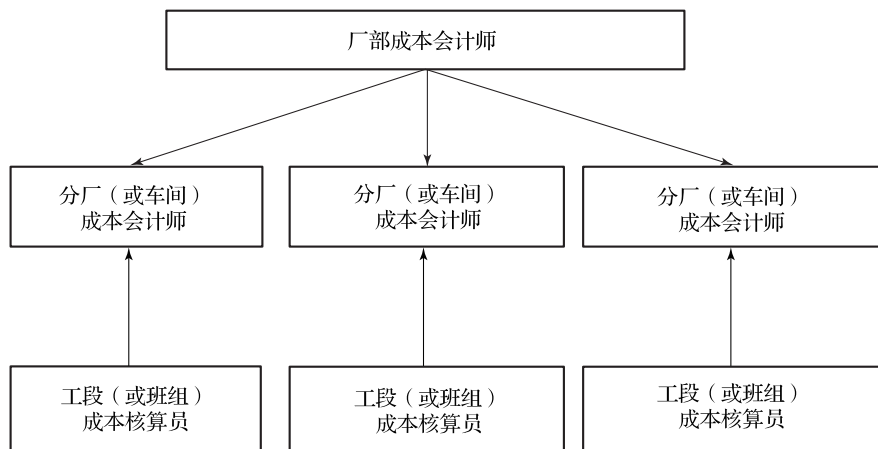 厂部成本会计师
分厂（或车间）
成本会计师
分厂（或车间）
成本会计师
分厂（或车间）
成本会计师
工段（或班组）
成本核算员
工段（或班组）
成本核算员
工段（或班组）
成本核算员